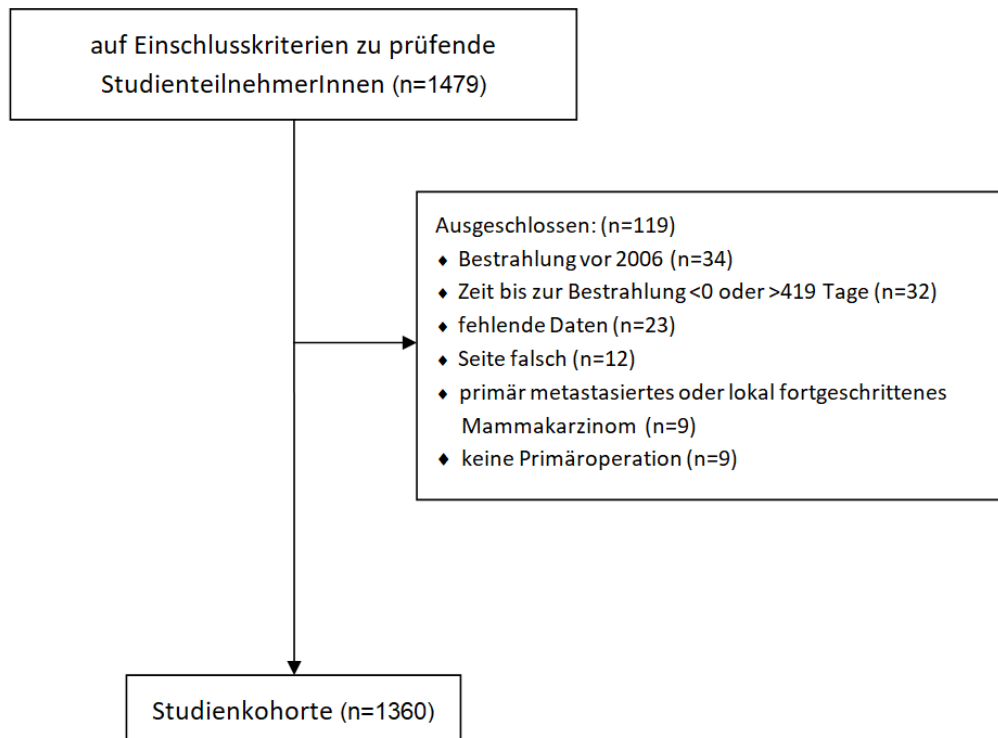 auf Einschlusskriterien zu prüfende
StudienteilnehmerInnen (n=1479)
Ausgeschlossen: (n=119)
♦ Bestrahlung vor 2006 (n=34)
♦ Zeit bis zur Bestrahlung <0 oder >419 Tage (n=32)
♦ fehlende Daten (n=23)
♦ Seite falsch (n=12)
♦ primär metastasiertes oder lokal fortgeschrittenes
Mammakarzinom (n=9)
♦ keine Primäroperation (n=9)
Studienkohorte (n=1360)